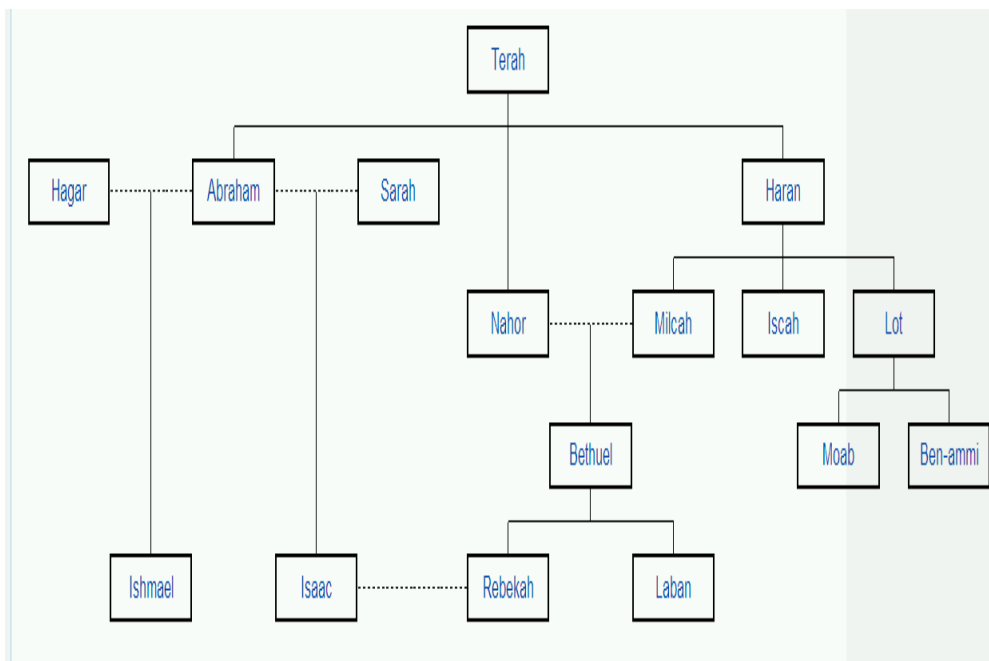 Terah
Hagar
Abraham
Sarah
Haran
Nahor
Milcah
Iscah
Lot
Bethuel
Moab
Ben-ammi
Ishmael
Isaac
Rebekah
Laban